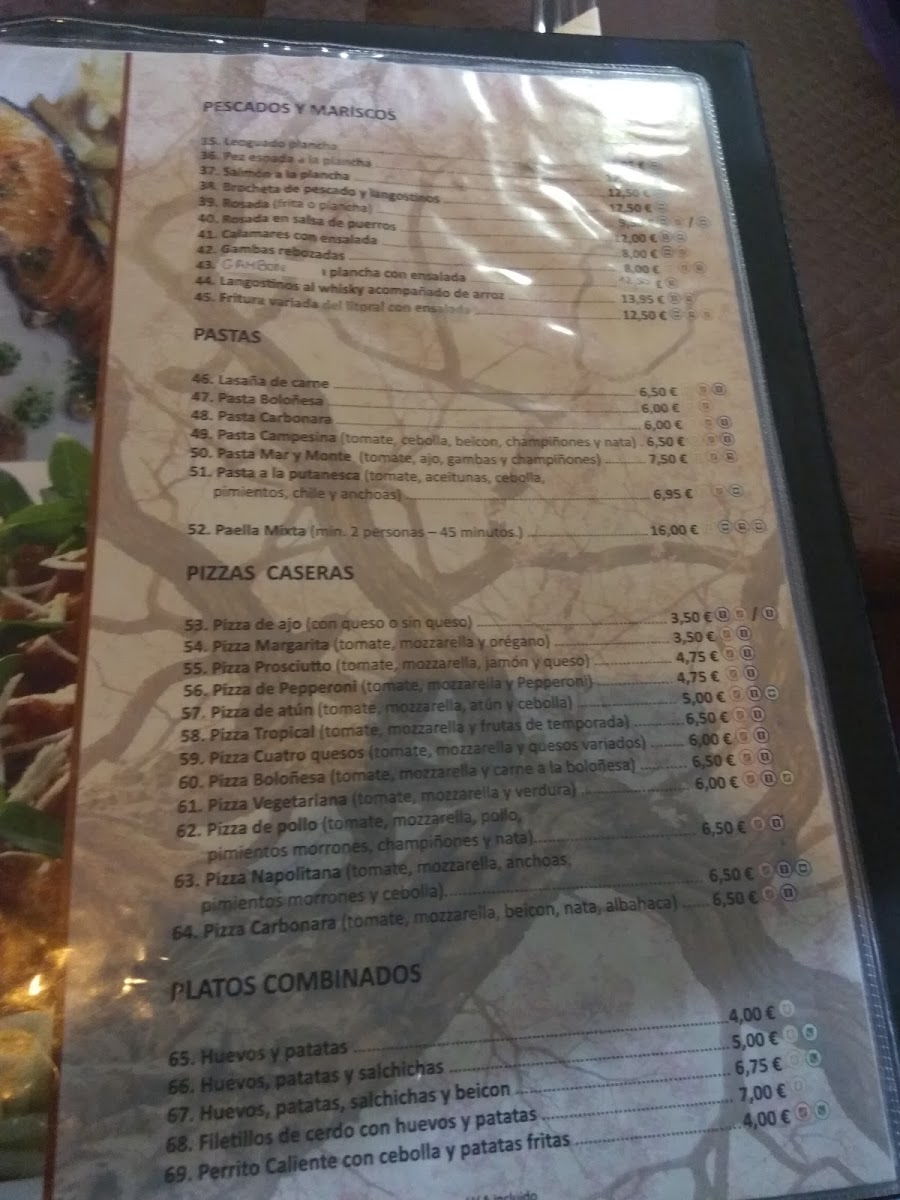 PESCADOS Y MARISCOS
35. Lenguado plancha
36. Pez espada a la plancha
37. Salmón a la plancha
38. Brocheta de pescado y langostinos 12,50 €
39. Rosada (frita o plancha) 12,50 €
40. Rosada en salsa de puerros
41. Calamares con ensalada 12,00 €
42. Gambas rebozadas 8,00 €
43. GAMBON plancha con ensalada 8,00 €
44. Langostinos al whisky acompañado de arroz 13,95 €
45. Fritura variada del litoral con ensalada 12,50 €
PASTAS
46. Lasaña de carne 6,50 €
47. Pasta Boloñesa 6,00 €
48. Pasta Carbonara 6,00 €
49. Pasta Campesina (tomate, cebolla, beicon, champiñones y nata) 6,50 €
50. Pasta Mar y Monte (tomate, ajo, gambas y champiñones) 7,50 €
51. Pasta a la putanesca (tomate, aceitunas, cebolla,
pimientos, chile y anchoas) 6,95 €
52. Paella Mixta (min. 2 personas – 45 minutos.) 16,00 €
PIZZAS CASERAS
53. Pizza de ajo (con queso o sin queso) 3,50 € /
54. Pizza Margarita (tomate, mozzarella y orégano) 3,50 €
55. Pizza Prosciutto (tomate, mozzarella, jamón y queso) 4,75 €
56. Pizza de Pepperoni (tomate, mozzarella y Pepperoni) 4,75 €
57. Pizza de atún (tomate, mozzarella, atún y cebolla) 5,00 €
58. Pizza Tropical (tomate, mozzarella y frutas de temporada) 6,50 €
59. Pizza Cuatro quesos (tomate, mozzarella y quesos variados) 6,00 €
60. Pizza Boloñesa (tomate, mozzarella y carne a la boloñesa) 6,50 €
61. Pizza Vegetariana (tomate, mozzarella y verdura) 6,00 €
62. Pizza de pollo (tomate, mozzarella, pollo,
pimientos morrones, champiñones y nata) 6,50 €
63. Pizza Napolitana (tomate, mozzarella, anchoas,
pimientos morrones y cebolla) 6,50 €
64. Pizza Carbonara (tomate, mozzarella, beicon, nata, albahaca) 6,50 €
PLATOS COMBINADOS
65. Huevos y patatas 4,00 €
66. Huevos, patatas y salchichas 5,00 €
67. Huevos, patatas, salchichas y beicon 6,75 €
68. Filetillos de cerdo con huevos y patatas 7,00 €
69. Perrito Caliente con cebolla y patatas fritas 4,00 €